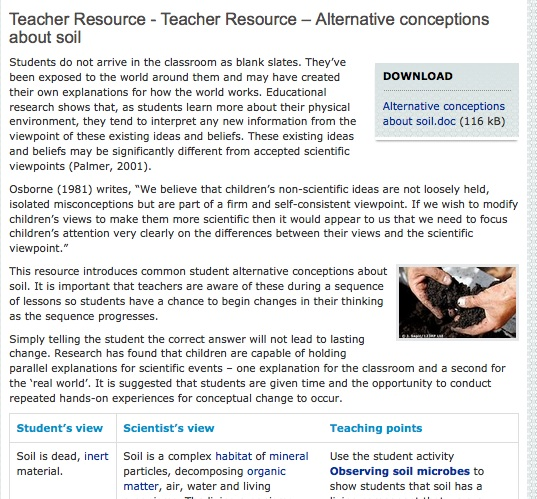 Teacher Resource - Teacher Resource – Alternative conceptions
about soil
Students do not arrive in the classroom as blank slates. They’ve
been exposed to the world around them and may have created
their own explanations for how the world works. Educational
research shows that, as students learn more about their physical
environment, they tend to interpret any new information from the
viewpoint of these existing ideas and beliefs. These existing ideas
and beliefs may be significantly different from accepted scientific
viewpoints (Palmer, 2001).
DOWNLOAD
Alternative conceptions
about soil.doc (116 kB)
Osborne (1981) writes, “We believe that children’s non-scientific ideas are not loosely held,
isolated misconceptions but are part of a firm and self-consistent viewpoint. If we wish to modify
children’s views to make them more scientific then it would appear to us that we need to focus
children’s attention very clearly on the differences between their views and the scientific
viewpoint.”
This resource introduces common student alternative conceptions about
soil. It is important that teachers are aware of these during a sequence
of lessons so students have a chance to begin changes in their thinking
as the sequence progresses.
Simply telling the student the correct answer will not lead to lasting
change. Research has found that children are capable of holding
parallel explanations for scientific events – one explanation for the classroom and a second for
the ‘real world’. It is suggested that students are given time and the opportunity to conduct
repeated hands-on experiences for conceptual change to occur.
Student’s view
Scientist’s view
Teaching points
Soil is dead, inert
material.
Soil is a complex habitat of mineral
particles, decomposing organic
matter, air, water and living
Use the student activity
Observing soil microbes to
show students that soil has a